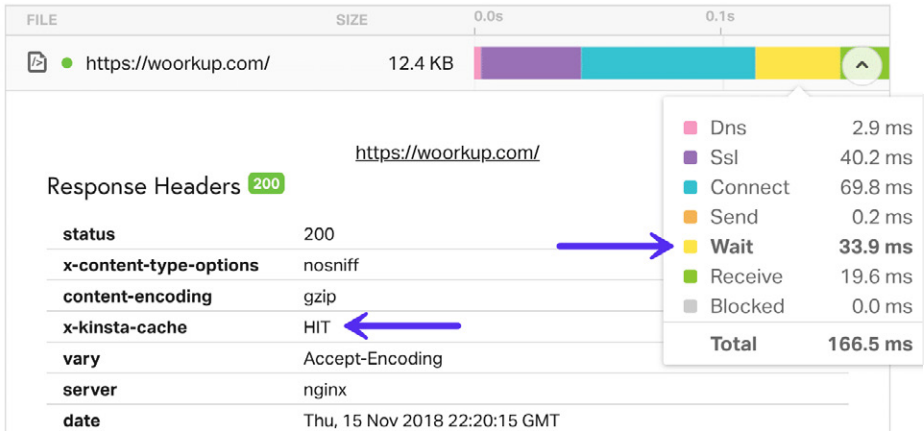 FILE SIZE 0.0s 0.1s
https://woorkup.com/ 12.4 KB
Dns 2.9 ms
Ssl 40.2 ms
Connect 69.8 ms
Send 0.2 ms
Wait 33.9 ms
Receive 19.6 ms
Blocked 0.0 ms
Total 166.5 ms
https://woorkup.com/
Response Headers 200
status 200
x-content-type-options nosniff
content-encoding gzip
x-kinsta-cache HIT
vary Accept-Encoding
server nginx
date Thu, 15 Nov 2018 22:20:15 GMT